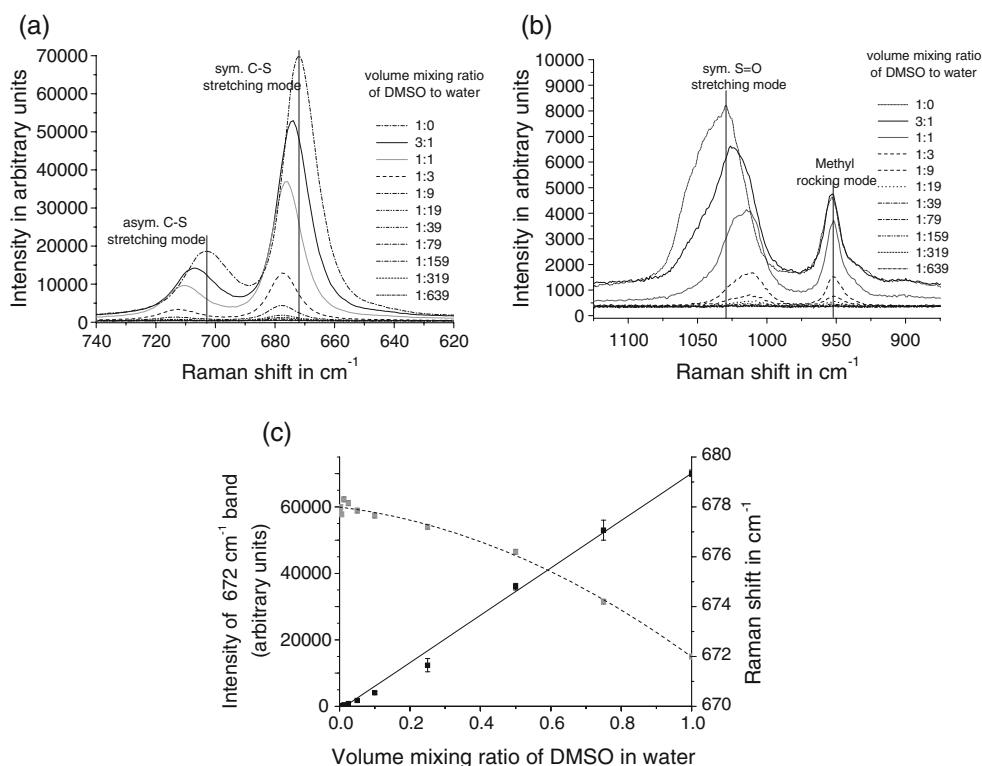 (a)
70000
60000
50000
40000
30000
20000
10000
0
Intensity in arbitrary units
sym. C-S
stretching mode
asym. C-S
stretching mode
volume mixing ratio
of DMSO to water
1:0
3:1
1:1
1:3
1:9
1:19
1:39
1:79
1:159
1:319
1:639
740 720 700 680 660 640 620
Raman shift in cm-1
(b)
10000
9000
8000
7000
6000
5000
4000
3000
2000
1000
0
Intensity in arbitrary units
sym. S=O
stretching mode
Methyl
rocking mode
volume mixing ratio
of DMSO to water
1:0
3:1
1:1
1:3
1:9
1:19
1:39
1:79
1:159
1:319
1:639
1100 1050 1000 950 900
Raman shift in cm-1
(c)
60000
40000
20000
0
Intensity of 672 cm-1 band
(arbitrary units)
680
679
678
676
674
672
670
Raman shift in cm-1
0.0 0.2 0.4 0.6 0.8 1.0
Volume mixing ratio of DMSO in water